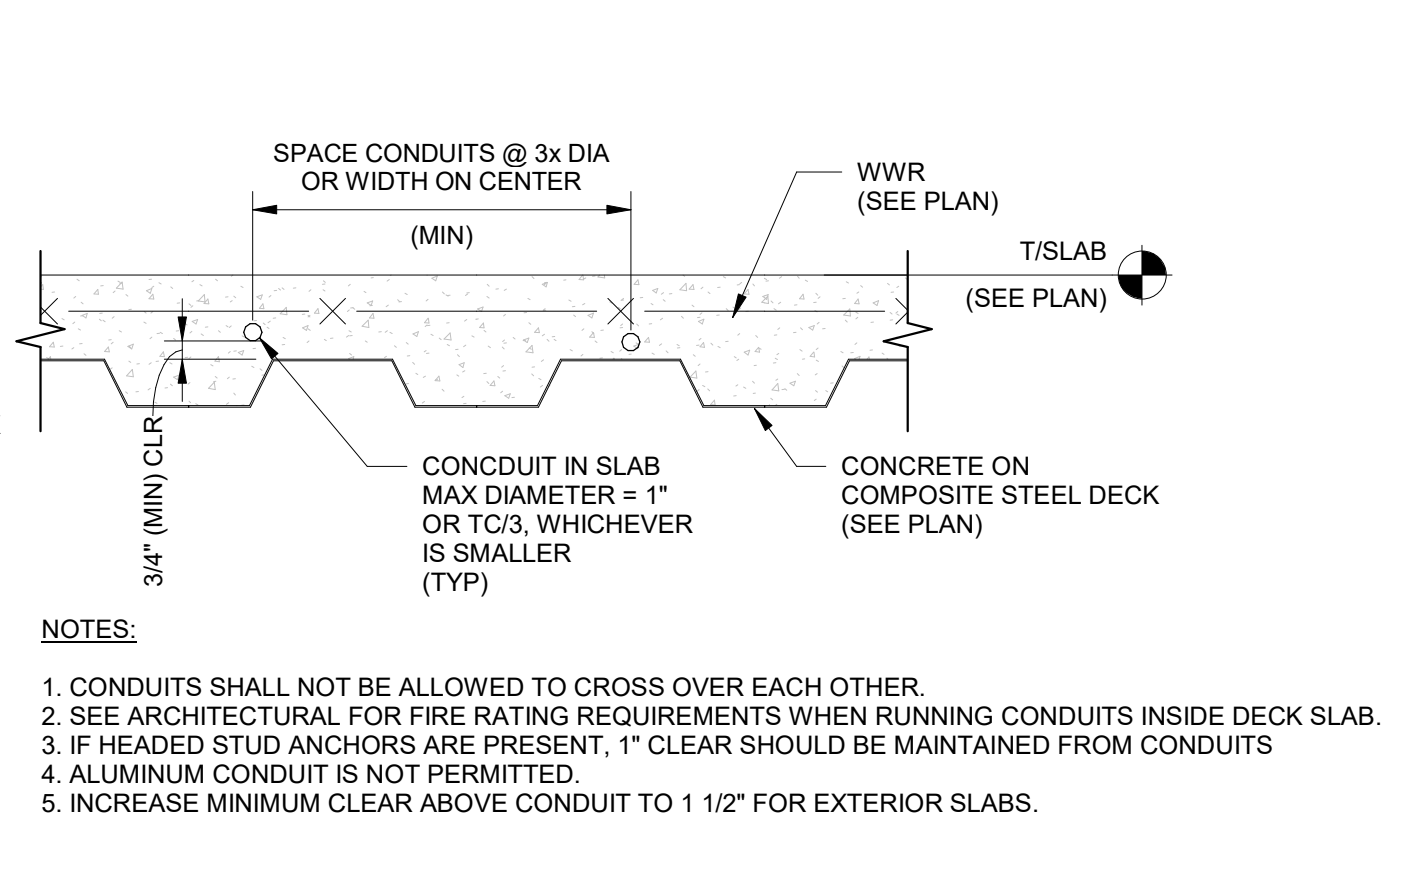 SPACE CONDUITS @ 3x DIA
OR WIDTH ON CENTER
(MIN)
WWR
(SEE PLAN)
T/SLAB
(SEE PLAN)
3/4" (MIN) CLR
CONCDUIT IN SLAB
MAX DIAMETER = 1"
OR TC/3, WHICHEVER
IS SMALLER
(TYP)
CONCRETE ON
COMPOSITE STEEL DECK
(SEE PLAN)
NOTES:
1. CONDUITS SHALL NOT BE ALLOWED TO CROSS OVER EACH OTHER.
2. SEE ARCHITECTURAL FOR FIRE RATING REQUIREMENTS WHEN RUNNING CONDUITS INSIDE DECK SLAB.
3. IF HEADED STUD ANCHORS ARE PRESENT, 1" CLEAR SHOULD BE MAINTAINED FROM CONDUITS
4. ALUMINUM CONDUIT IS NOT PERMITTED.
5. INCREASE MINIMUM CLEAR ABOVE CONDUIT TO 1 1/2" FOR EXTERIOR SLABS.